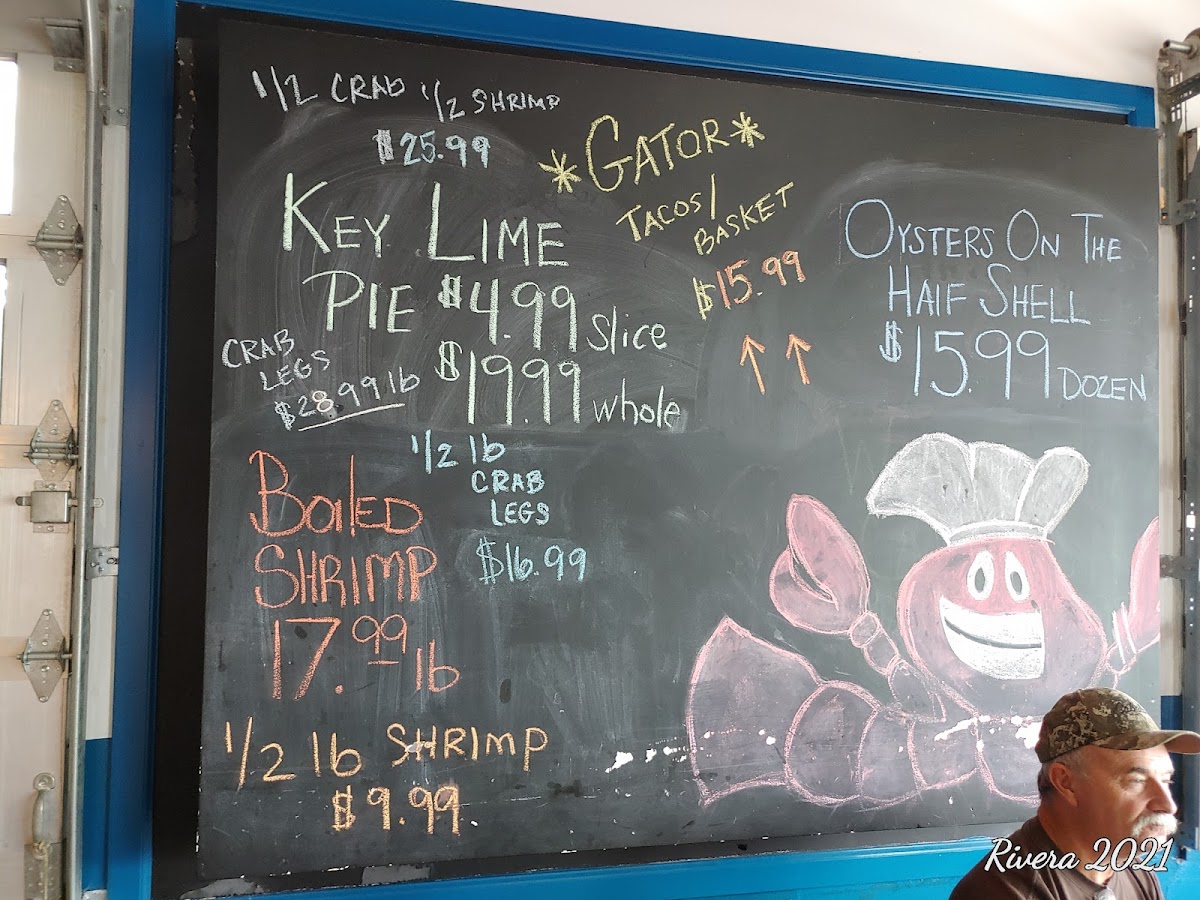 1/2 CRAB 1/2 SHRIMP
$25.99
*GATOR*
TACOS/
BASKET
$15.99
KEY LIME
PIE $4.99 Slice
$19.99 whole
CRAB
LEGS
$28.99 lb
OYSTERS ON THE
HAlF SHELL
$15.99 DOZEN
1/2 lb
CRAB
LEGS
$16.99
BOILED
SHRIMP
17.99 lb
1/2 lb SHRIMP
$9.99
Rivera 2021